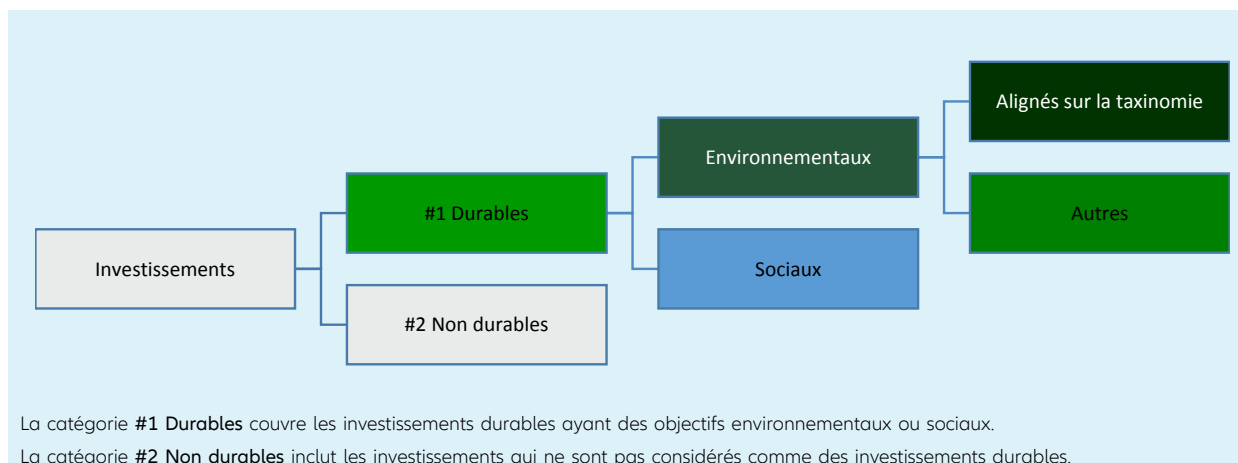 Alignés sur la taxinomie
Environnementaux
#1 Durables
Autres
Investissements
Sociaux
#2 Non durables
La catégorie #1 Durables couvre les investissements durables ayant des objectifs environnementaux ou sociaux.
La catégorie #2 Non durables inclut les investissements qui ne sont pas considérés comme des investissements durables.